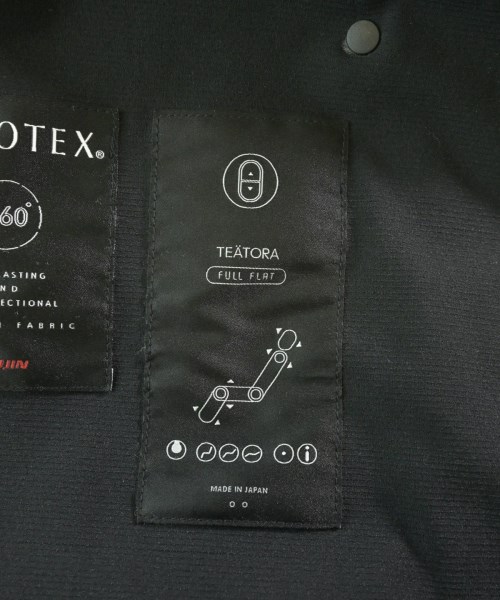 OTEX®
60°
ASTING
ND
ECTIONAL
FABRIC
TEÄTORA
FULL FLAT
MADE IN JAPAN